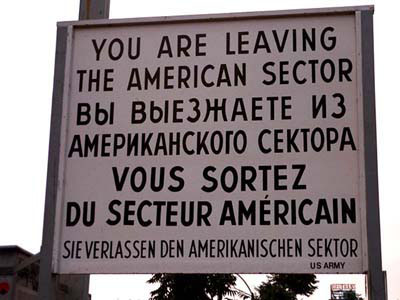 YOU ARE LEAVING
THE AMERICAN SECTOR
ВЫ ВЫЕЗЖАЕТЕ ИЗ
АМЕРИКАНСКОГО СЕКТОРА
VOUS SORTEZ
DU SECTEUR AMÉRICAIN
SIE VERLASSEN DEN AMERIKANISCHEN SEKTOR
US ARMY